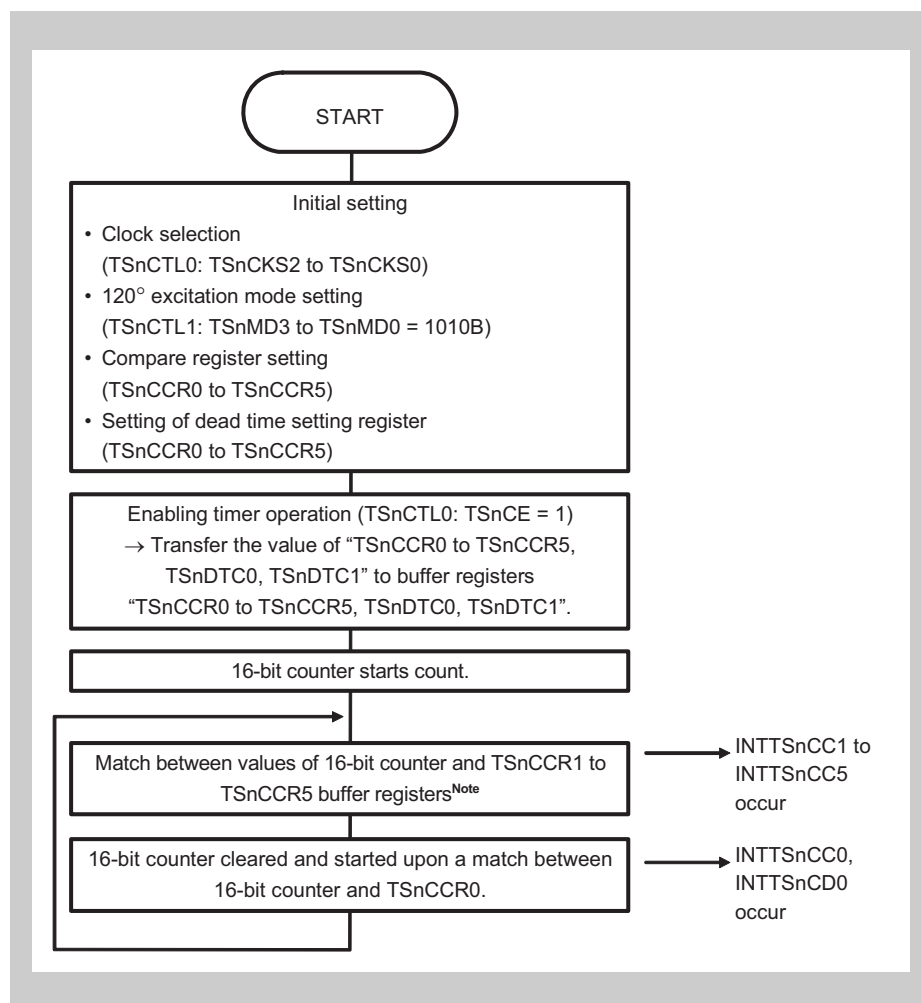 START
Initial setting
• Clock selection
(TSnCTL0: TSnCKS2 to TSnCKS0)
• 120° excitation mode setting
(TSnCTL1: TSnMD3 to TSnMD0 = 1010B)
• Compare register setting
(TSnCCR0 to TSnCCR5)
• Setting of dead time setting register
(TSnCCR0 to TSnCCR5)
Enabling timer operation (TSnCTL0: TSnCE = 1)
→ Transfer the value of “TSnCCR0 to TSnCCR5,
TSnDTC0, TSnDTC1” to buffer registers
“TSnCCR0 to TSnCCR5, TSnDTC0, TSnDTC1”.
16-bit counter starts count.
Match between values of 16-bit counter and TSnCCR1 to
TSnCCR5 buffer registersNote
INTTSnCC1 to
INTTSnCC5
occur
16-bit counter cleared and started upon a match between
16-bit counter and TSnCCR0.
INTTSnCC0,
INTTSnCD0
occur